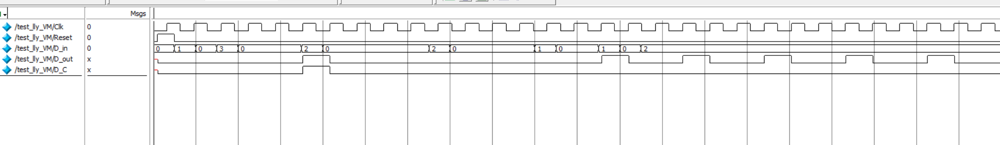 Msgs
/test_lly_VM/Clk 0
/test_lly_VM/Reset 0
/test_lly_VM/D_in 0 0 1 0 3 0 2 0 2 0 1 0 1 0 2
/test_lly_VM/D_out x
/test_lly_VM/D_C x